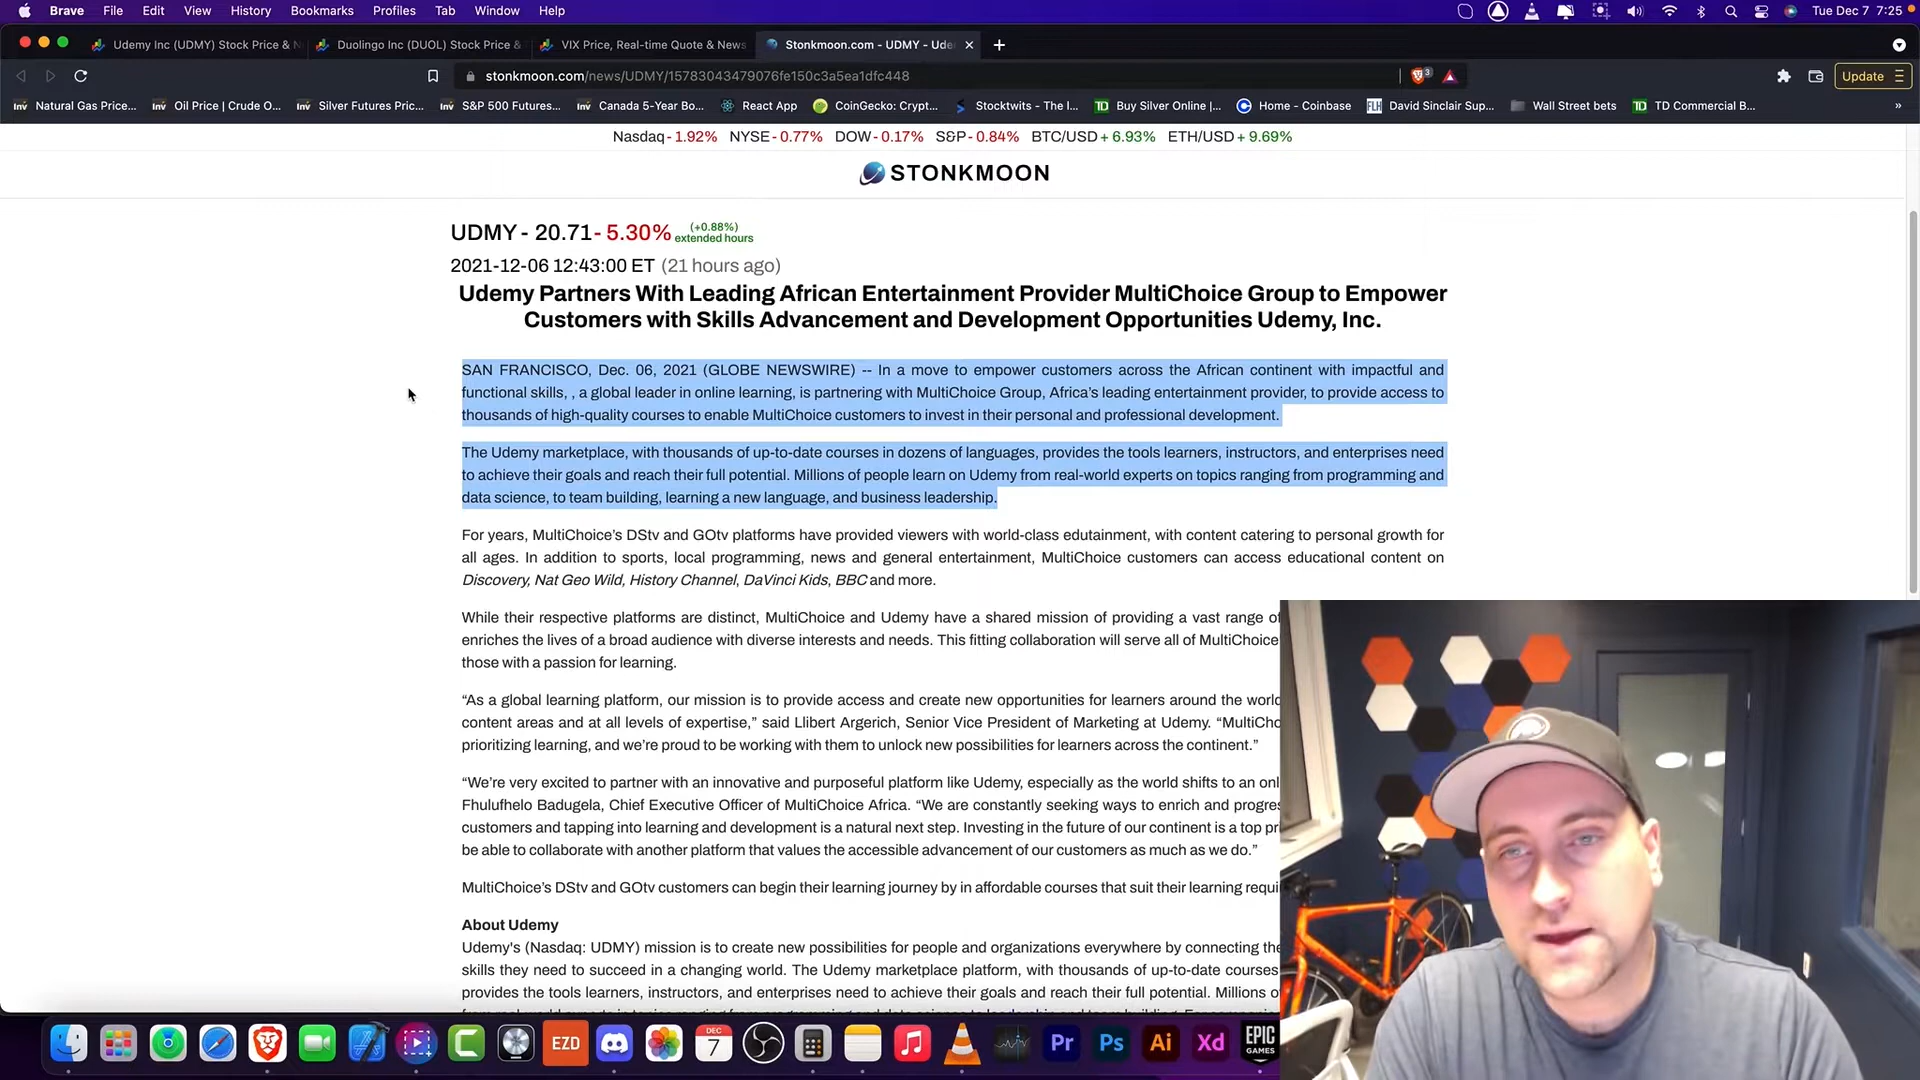 Brave File Edit View History Bookmarks Profiles Tab Window Help Tue Dec 7 7:25
Udemy Inc (UDMY) Stock Price & N
Duolingo Inc (DUOL) Stock Price &
VIX Price, Real-time Quote & News
Stonkmoon.com - UDMY - Ude
stonkmoon.com/news/UDMY/15783043479076fe150c3a5ea1dfc448
3
Update
Inv Natural Gas Price... Inv Oil Price | Crude O... Inv Silver Futures Pric... Inv S&P 500 Futures... Inv Canada 5-Year Bo... React App CoinGecko: Crypt... Stocktwits - The I... TD Buy Silver Online |... Home - Coinbase FLH David Sinclair Sup... Wall Street bets TD TD Commercial B... »
Nasdaq - 1.92% NYSE - 0.77% DOW - 0.17% S&P - 0.84% BTC/USD + 6.93% ETH/USD + 9.69%
STONKMOON
UDMY - 20.71 - 5.30% (+0.88%) extended hours
2021-12-06 12:43:00 ET (21 hours ago)
Udemy Partners With Leading African Entertainment Provider MultiChoice Group to Empower
Customers with Skills Advancement and Development Opportunities Udemy, Inc.
SAN FRANCISCO, Dec. 06, 2021 (GLOBE NEWSWIRE) -- In a move to empower customers across the African continent with impactful and
functional skills, , a global leader in online learning, is partnering with MultiChoice Group, Africa’s leading entertainment provider, to provide access to
thousands of high-quality courses to enable MultiChoice customers to invest in their personal and professional development.
The Udemy marketplace, with thousands of up-to-date courses in dozens of languages, provides the tools learners, instructors, and enterprises need
to achieve their goals and reach their full potential. Millions of people learn on Udemy from real-world experts on topics ranging from programming and
data science, to team building, learning a new language, and business leadership.
For years, MultiChoice’s DStv and GOtv platforms have provided viewers with world-class edutainment, with content catering to personal growth for
all ages. In addition to sports, local programming, news and general entertainment, MultiChoice customers can access educational content on
Discovery, Nat Geo Wild, History Channel, DaVinci Kids, BBC and more.
While their respective platforms are distinct, MultiChoice and Udemy have a shared mission of providing a vast range of
enriches the lives of a broad audience with diverse interests and needs. This fitting collaboration will serve all of MultiChoice
those with a passion for learning.
“As a global learning platform, our mission is to provide access and create new opportunities for learners around the world
content areas and at all levels of expertise,” said Llibert Argerich, Senior Vice President of Marketing at Udemy. “MultiCho
prioritizing learning, and we’re proud to be working with them to unlock new possibilities for learners across the continent.”
“We’re very excited to partner with an innovative and purposeful platform like Udemy, especially as the world shifts to an onl
Fhulufhelo Badugela, Chief Executive Officer of MultiChoice Africa. “We are constantly seeking ways to enrich and progres
customers and tapping into learning and development is a natural next step. Investing in the future of our continent is a top pri
be able to collaborate with another platform that values the accessible advancement of our customers as much as we do.”
MultiChoice’s DStv and GOtv customers can begin their learning journey by in affordable courses that suit their learning requi
About Udemy
Udemy's (Nasdaq: UDMY) mission is to create new possibilities for people and organizations everywhere by connecting the
skills they need to succeed in a changing world. The Udemy marketplace platform, with thousands of up-to-date courses
provides the tools learners, instructors, and enterprises need to achieve their goals and reach their full potential. Millions o
EZD DEC 7 Pr Ps Ai Xd EPIC GAMES